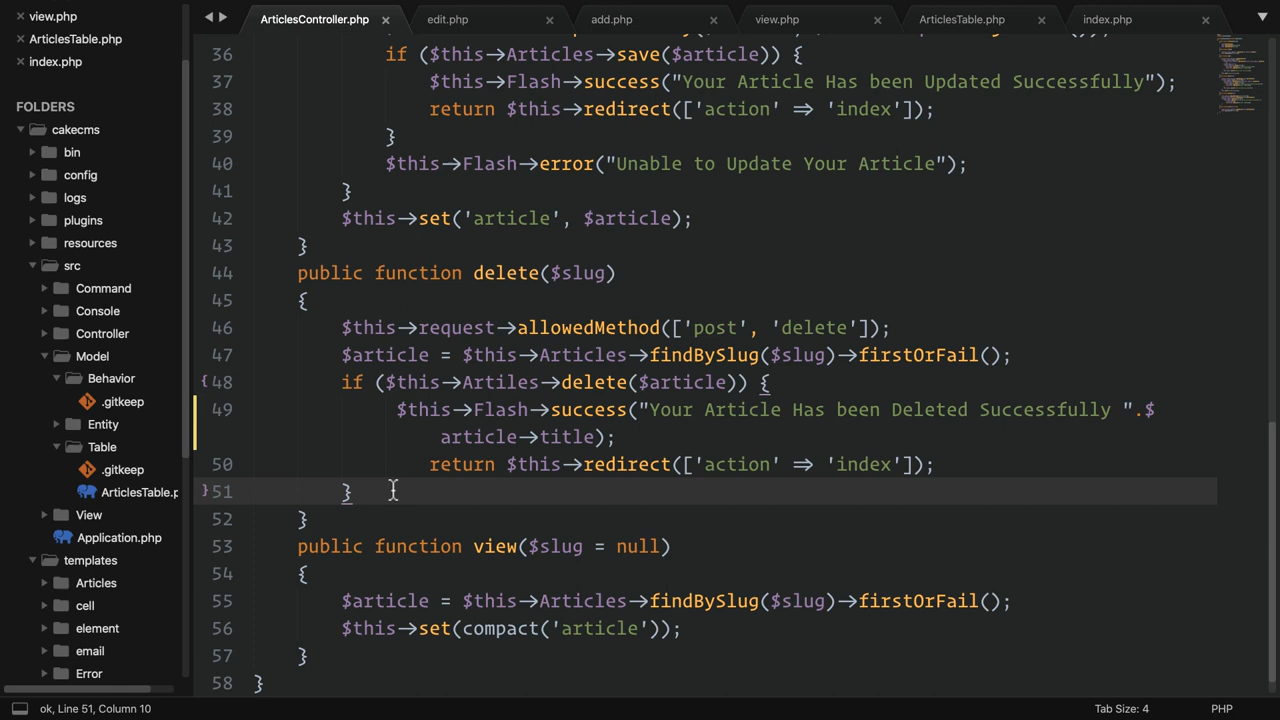 view.php
ArticlesTable.php
index.php
FOLDERS
cakecms
bin
config
logs
plugins
resources
src
Command
Console
Controller
Model
Behavior
.gitkeep
Entity
Table
.gitkeep
ArticlesTable.p
View
Application.php
templates
Articles
cell
element
email
Error
ArticlesController.php edit.php add.php view.php ArticlesTable.php index.php
36 if ($this→Articles→save($article)) {
37 $this→Flash→success("Your Article Has been Updated Successfully");
38 return $this→redirect(['action' ⇒ 'index']);
39 }
40 $this→Flash→error("Unable to Update Your Article");
41 }
42 $this→set('article', $article);
43 }
44 public function delete($slug)
45 {
46 $this→request→allowedMethod(['post', 'delete']);
47 $article = $this→Articles→findBySlug($slug)→firstOrFail();
48 if ($this→Artiles→delete($article)) {
49 $this→Flash→success("Your Article Has been Deleted Successfully ".$
article→title);
50 return $this→redirect(['action' ⇒ 'index']);
51 }
52 }
53 public function view($slug = null)
54 {
55 $article = $this→Articles→findBySlug($slug)→firstOrFail();
56 $this→set(compact('article'));
57 }
58 }
ok, Line 51, Column 10
Tab Size: 4
PHP